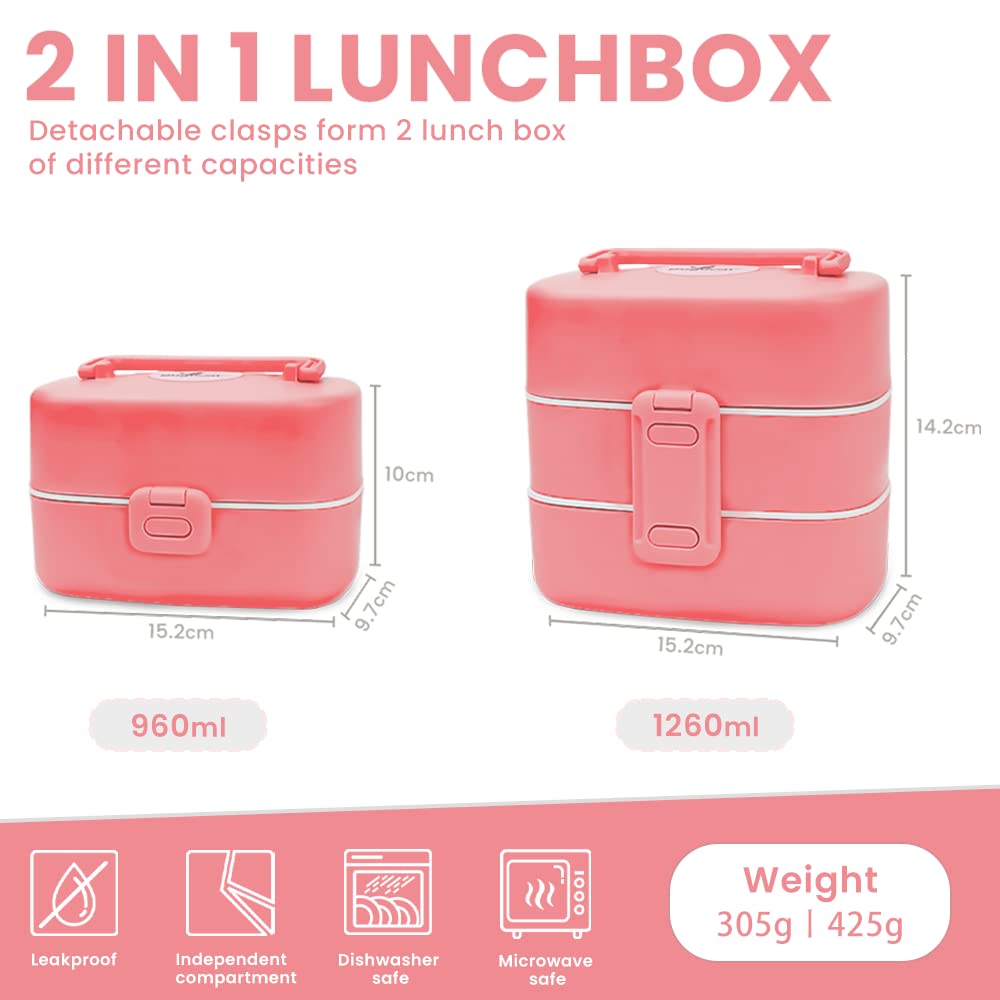 2 IN 1 LUNCHBOX
Detachable clasps form 2 lunch box
of different capacities
10cm
9.7cm
15.2cm
14.2cm
9.7cm
15.2cm
960ml
1260ml
Leakproof
Independent
compartment
Dishwasher
safe
Microwave
safe
Weight
305g | 425g